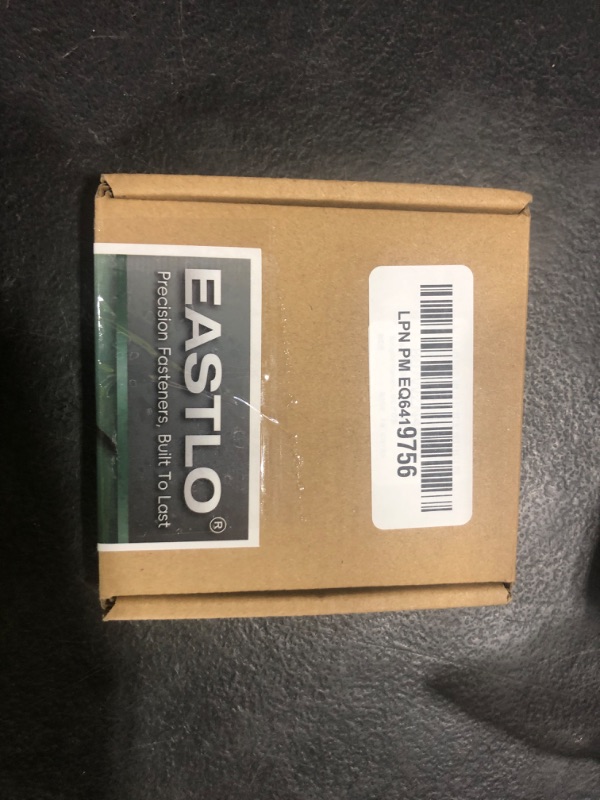 EASTLO®
Precision Fasteners, Built To Last
LPN PM EQ6419756